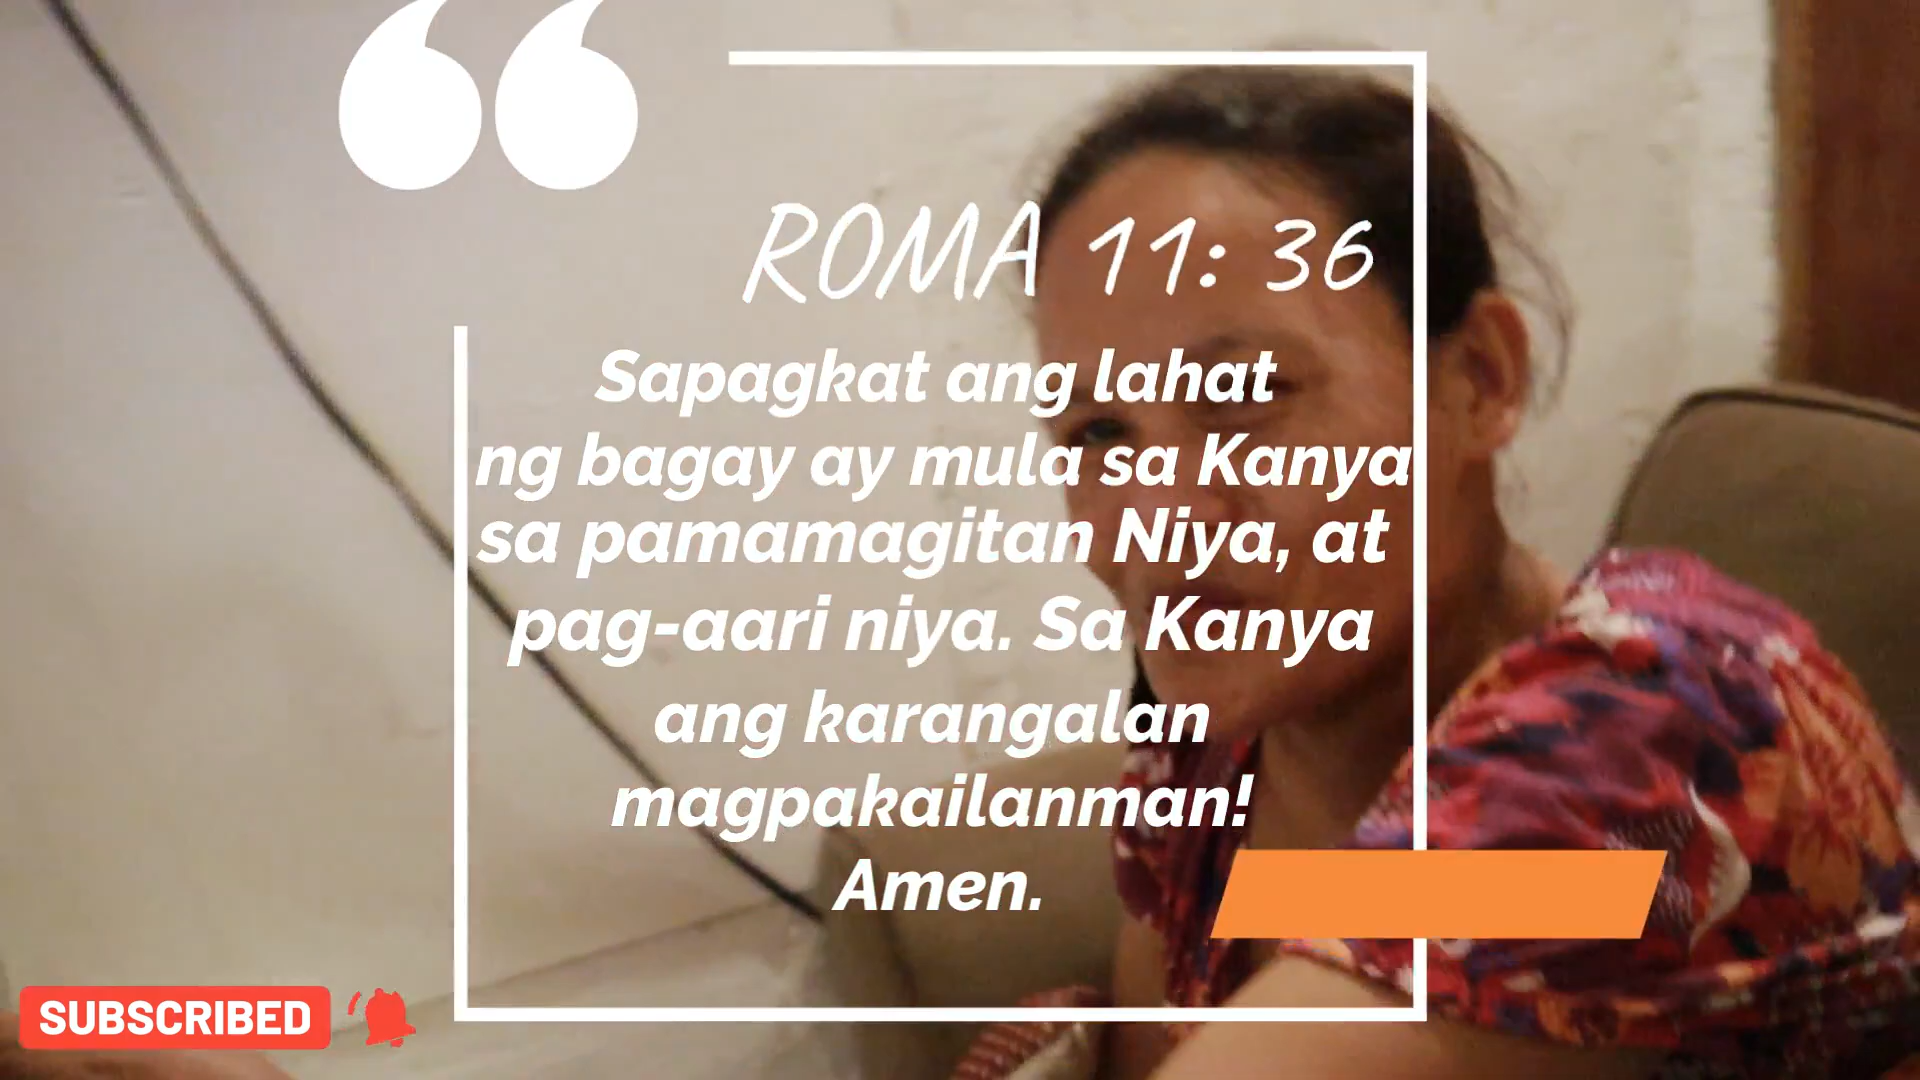 ROMA 11: 36
Sapagkat ang lahat
ng bagay ay mula sa Kanya
sa pamamagitan Niya, at
pag-aari niya. Sa Kanya
ang karangalan
magpakailanman!
Amen.
SUBSCRIBED